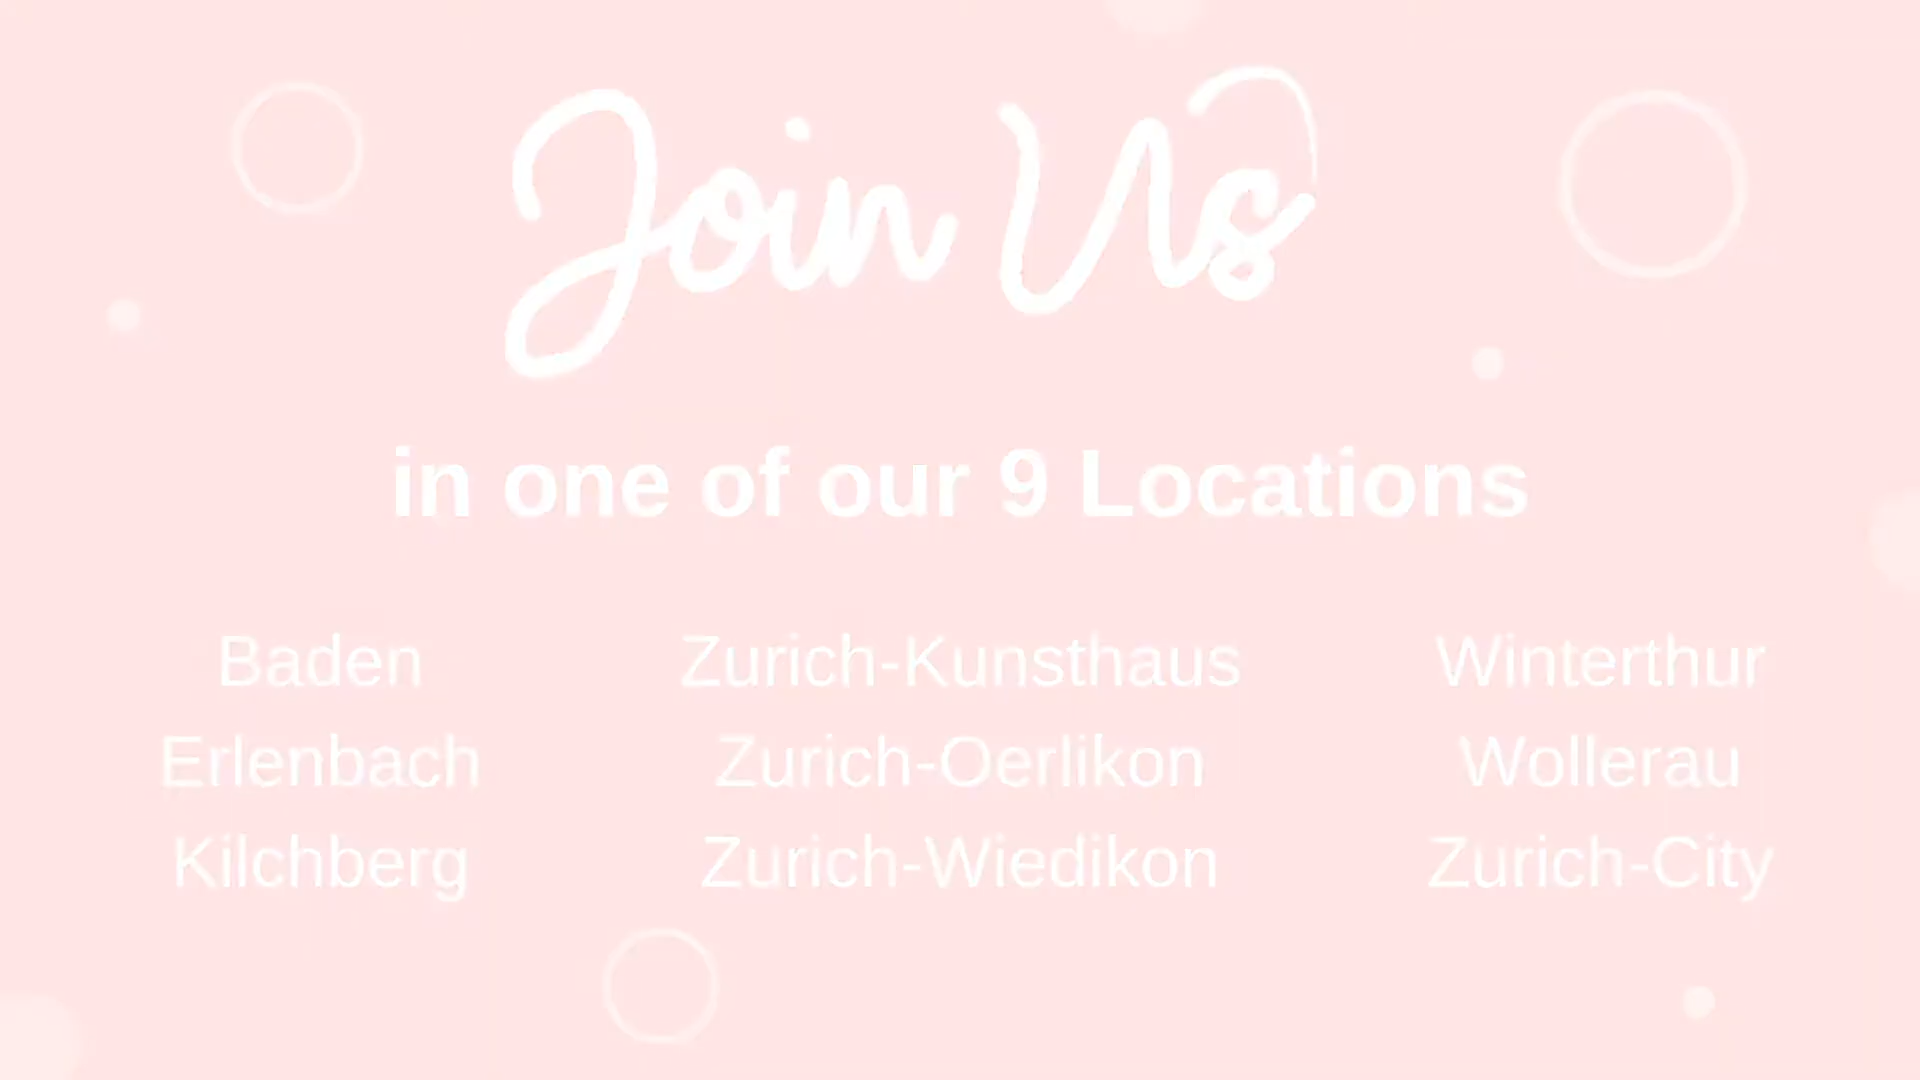 Join Us
in one of our 9 Locations
Baden
Erlenbach
Kilchberg
Zurich-Kunsthaus
Zurich-Oerlikon
Zurich-Wiedikon
Winterthur
Wollerau
Zurich-City